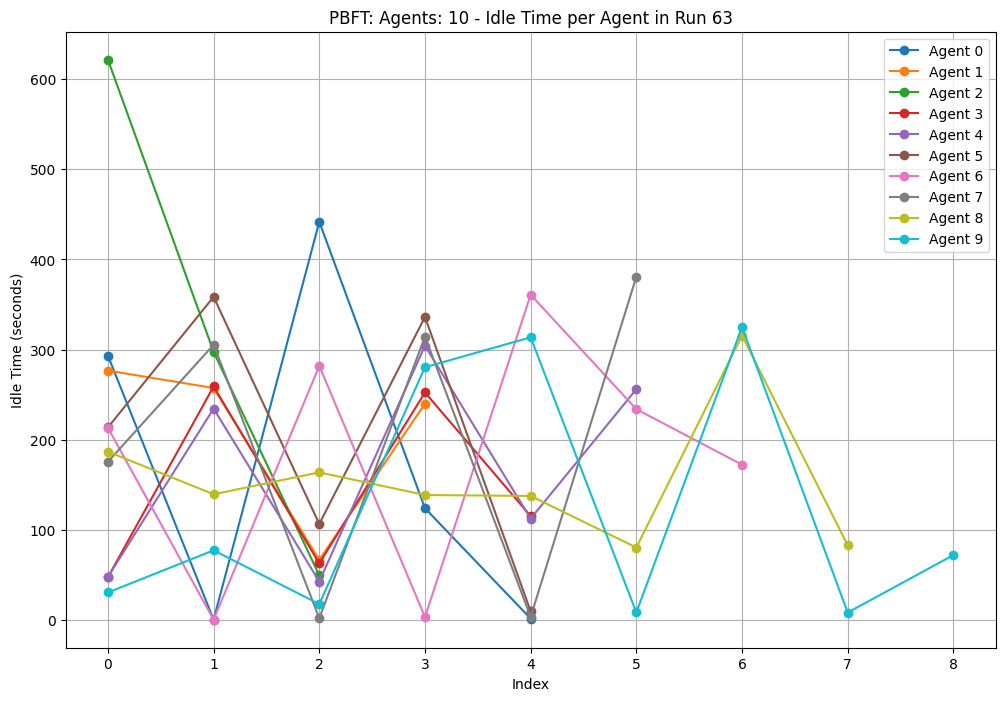 PBFT: Agents: 10 - Idle Time per Agent in Run 63
Idle Time (seconds)
600
500
400
300
200
100
0
0 1 2 3 4 5 6 7 8
Index
Agent 0
Agent 1
Agent 2
Agent 3
Agent 4
Agent 5
Agent 6
Agent 7
Agent 8
Agent 9